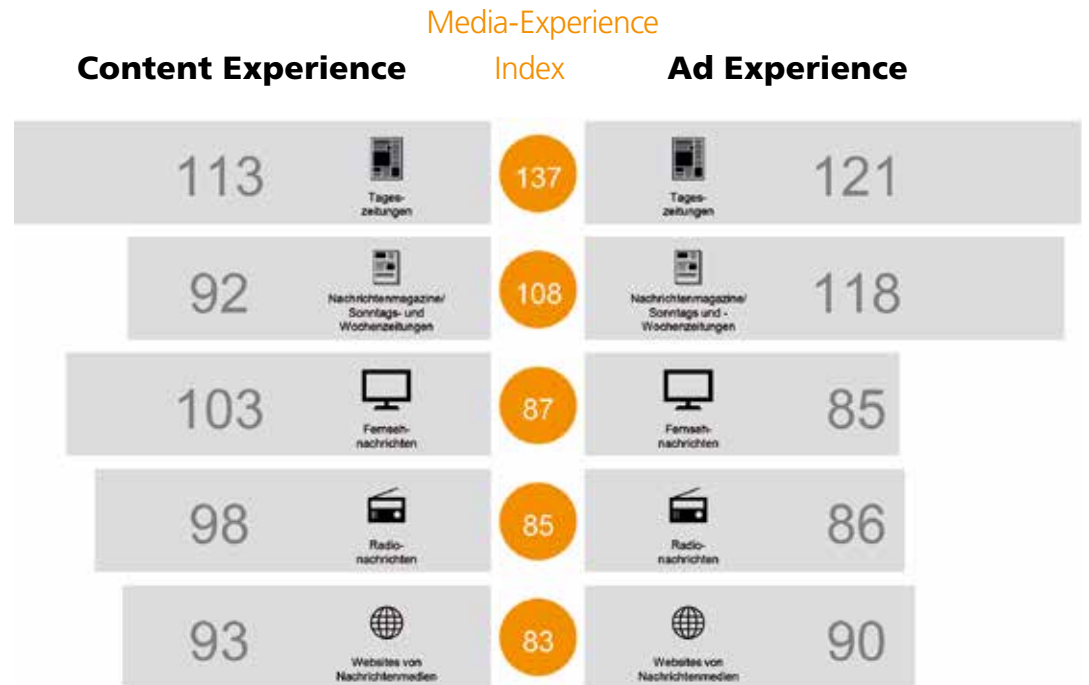 Media-Experience
Content Experience Index Ad Experience
113 137 121
Tages-
zeitungen
Tages-
zeitungen
92 108 118
Nachrichtenmagazine/
Sonntags- und
Wochenzeitungen
Nachrichtenmagazine/
Sonntags und -
Wochenzeitungen
103 87 85
Fernseh-
nachrichten
Fernseh-
nachrichten
98 85 86
Radio-
nachrichten
Radio-
nachrichten
93 83 90
Websites von
Nachrichtenmedien
Websites von
Nachrichtenmedien